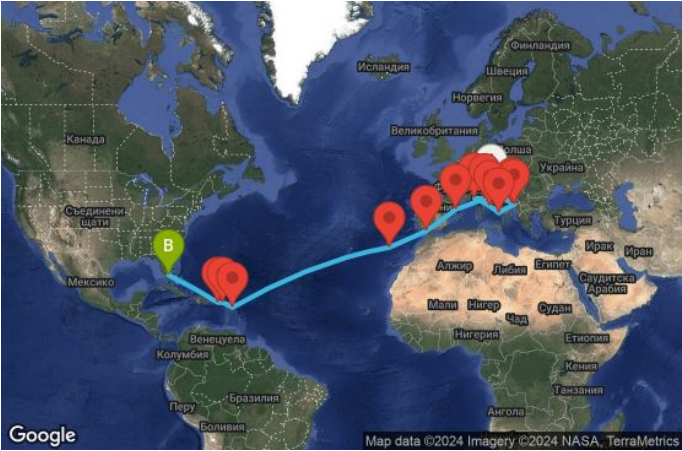 Исландия
Финландия
Швеция
Норвегия
Великобритания
Канада
Украйна
Съединени
щати
Турция
Мексико
Ирак
Иран
Алжир
Либия
Египет
Саудитска
Арабия
Мали
Нигер
Чад
Судан
Нигерия
Етиопия
Венецуела
Колумбия
Кения
Танзания
Бразилия
Перу
Ангола
Боливия
B
Google
Map data ©2024 Imagery ©2024 NASA, TerraMetrics